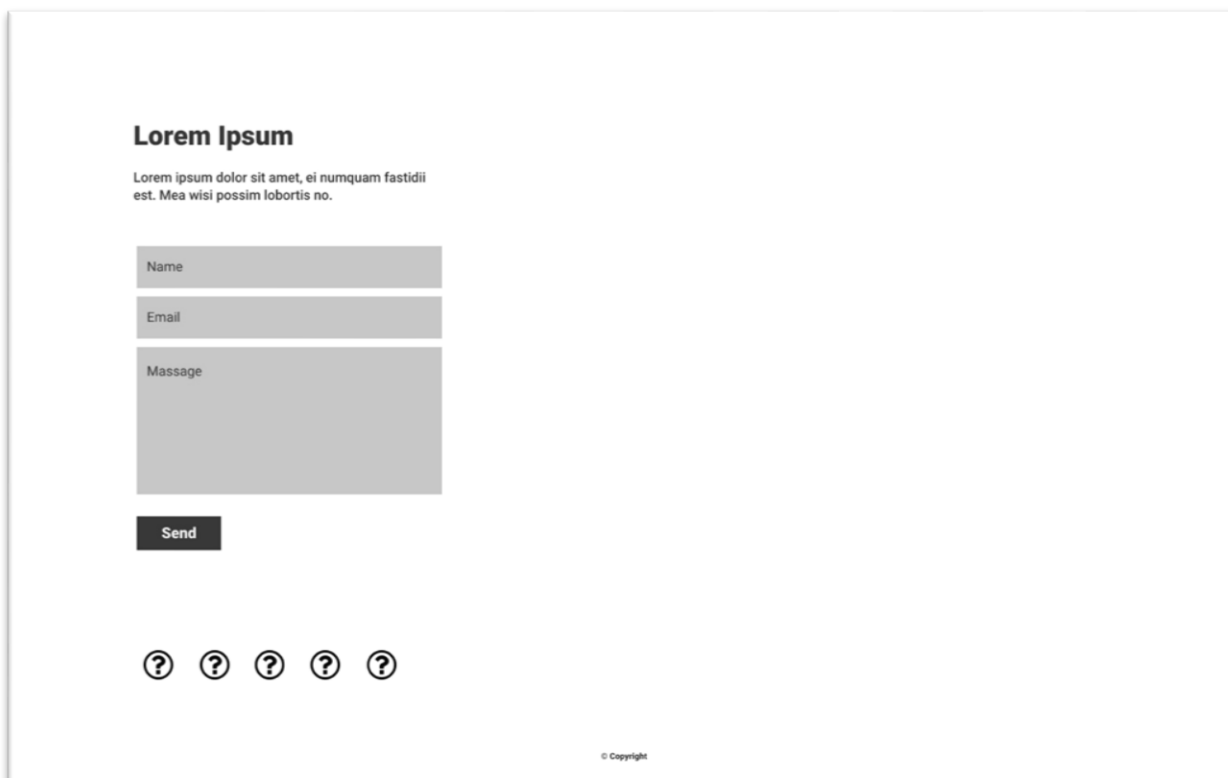 Lorem Ipsum
Lorem ipsum dolor sit amet, ei numquam fastidii
est. Mea wisi possim lobortis no.
Name
Email
Massage
Send
? ? ? ? ?
© Copyright